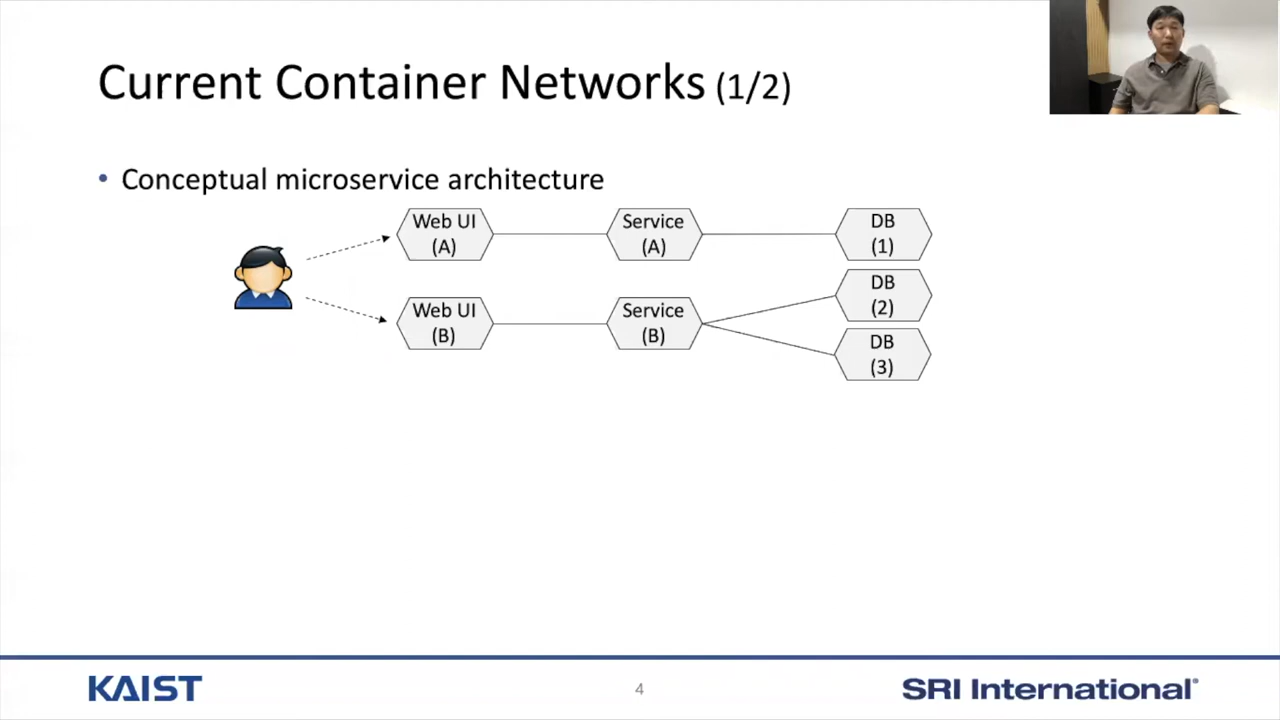 Current Container Networks (1/2)
• Conceptual microservice architecture
Web UI
(A)
Service
(A)
DB
(1)
DB
(2)
Web UI
(B)
Service
(B)
DB
(3)
KAIST
4
SRI International®